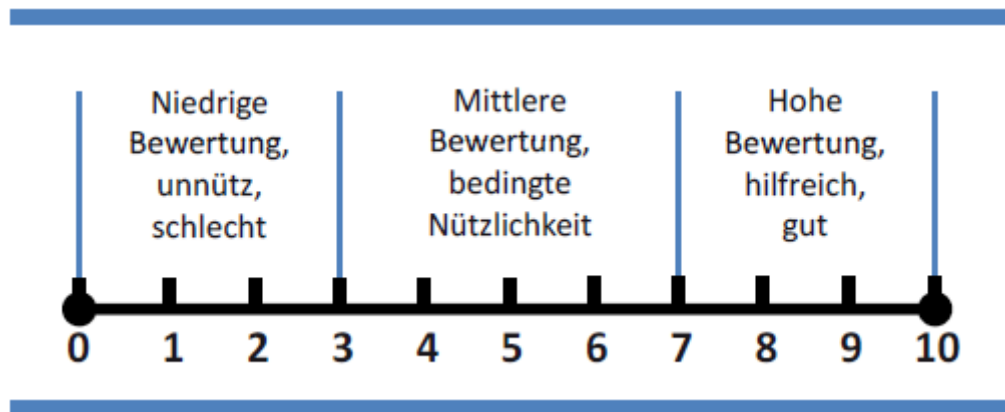 Niedrige
Bewertung,
unnütz,
schlecht
Mittlere
Bewertung,
bedingte
Nützlichkeit
Hohe
Bewertung,
hilfreich,
gut
0 1 2 3 4 5 6 7 8 9 10